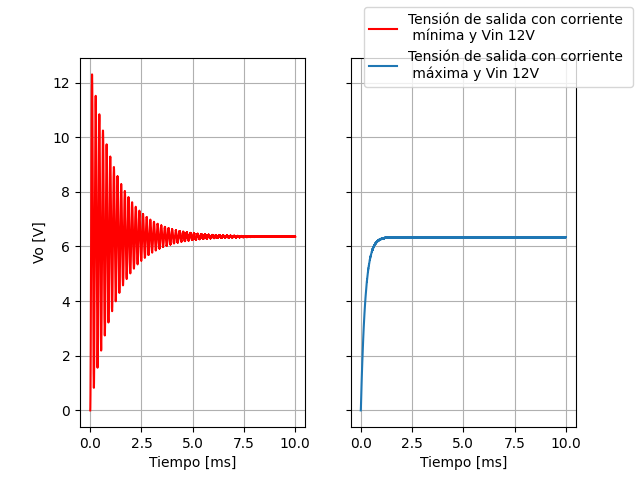 Tensión de salida con corriente
mínima y Vin 12V
Tensión de salida con corriente
máxima y Vin 12V
Vo [V]
12
10
8
6
4
2
0
0.0 2.5 5.0 7.5 10.0
Tiempo [ms]
0.0 2.5 5.0 7.5 10.0
Tiempo [ms]